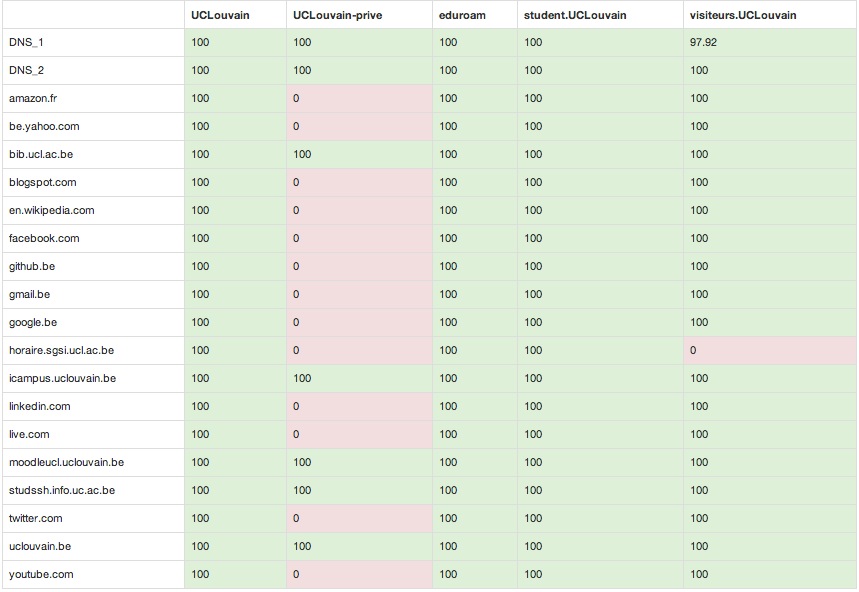 UCLouvain UCLouvain-prive eduroam student.UCLouvain visiteurs.UCLouvain
DNS_1 100 100 100 100 97.92
DNS_2 100 100 100 100 100
amazon.fr 100 0 100 100 100
be.yahoo.com 100 0 100 100 100
bib.ucl.ac.be 100 100 100 100 100
blogspot.com 100 0 100 100 100
en.wikipedia.com 100 0 100 100 100
facebook.com 100 0 100 100 100
github.be 100 0 100 100 100
gmail.be 100 0 100 100 100
google.be 100 0 100 100 100
horaire.sgsi.ucl.ac.be 100 0 100 100 0
icampus.uclouvain.be 100 100 100 100 100
linkedin.com 100 0 100 100 100
live.com 100 0 100 100 100
moodleucl.uclouvain.be 100 100 100 100 100
studssh.info.uc.ac.be 100 100 100 100 100
twitter.com 100 0 100 100 100
uclouvain.be 100 100 100 100 100
youtube.com 100 0 100 100 100